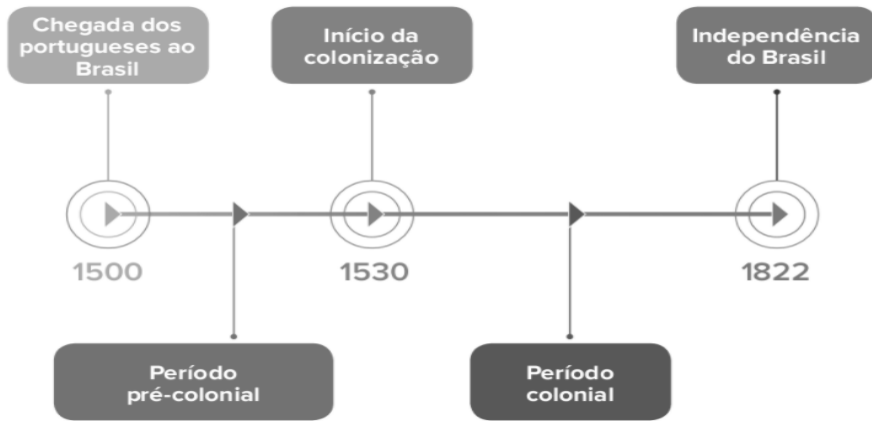 Chegada dos
portugueses ao
Brasil
Início da
colonização
Independência
do Brasil
1500
1530
1822
Período
pré-colonial
Período
colonial